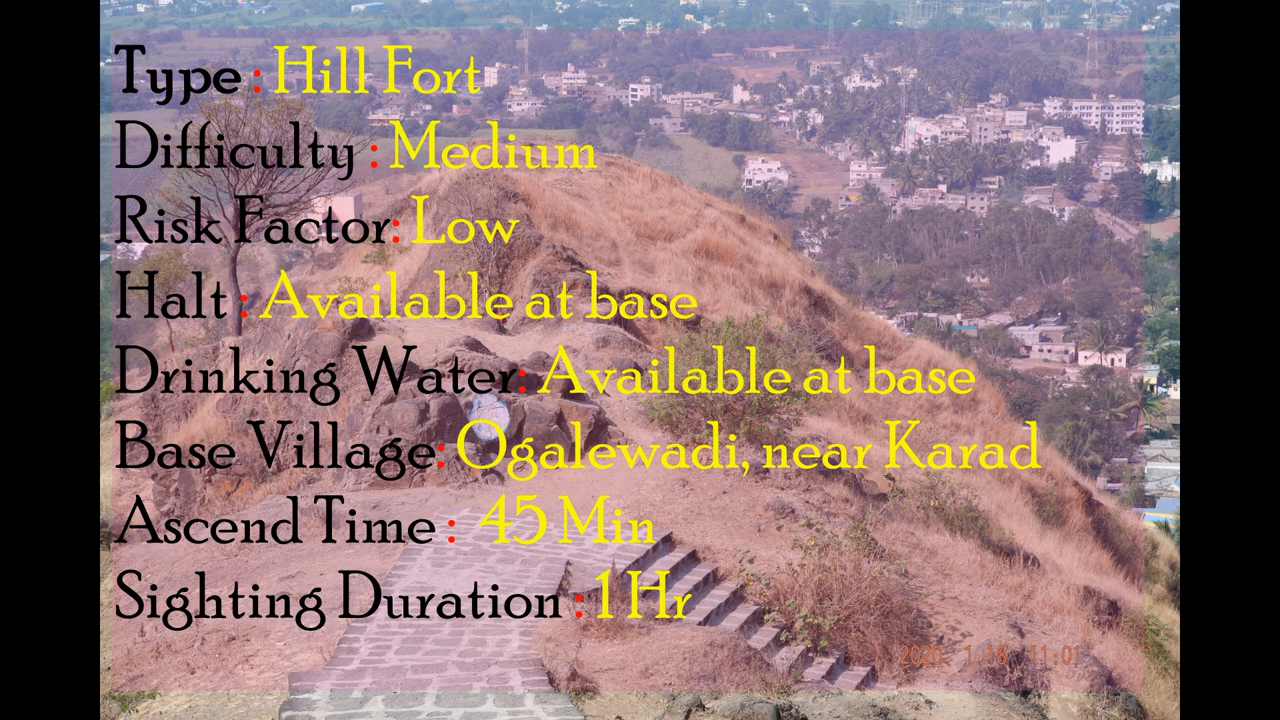 Type : Hill Fort
Difficulty : Medium
Risk Factor: Low
Halt : Available at base
Drinking Water: Available at base
Base Village: Ogalewadi, near Karad
Ascend Time : 45 Min
Sighting Duration : 1 Hr
2020. 1.16 11:01